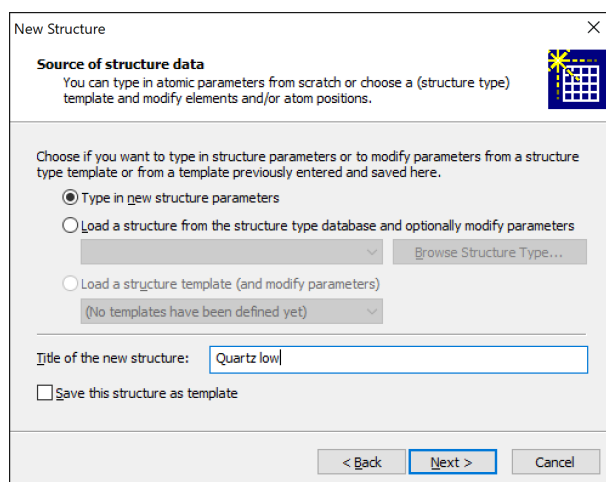 New Structure
Source of structure data
You can type in atomic parameters from scratch or choose a (structure type)
template and modify elements and/or atom positions.
Choose if you want to type in structure parameters or to modify parameters from a structure
type template or from a template previously entered and saved here.
Type in new structure parameters
Load a structure from the structure type database and optionally modify parameters
Browse Structure Type...
Load a structure template (and modify parameters)
(No templates have been defined yet)
Title of the new structure: Quartz low
Save this structure as template
< Back Next > Cancel